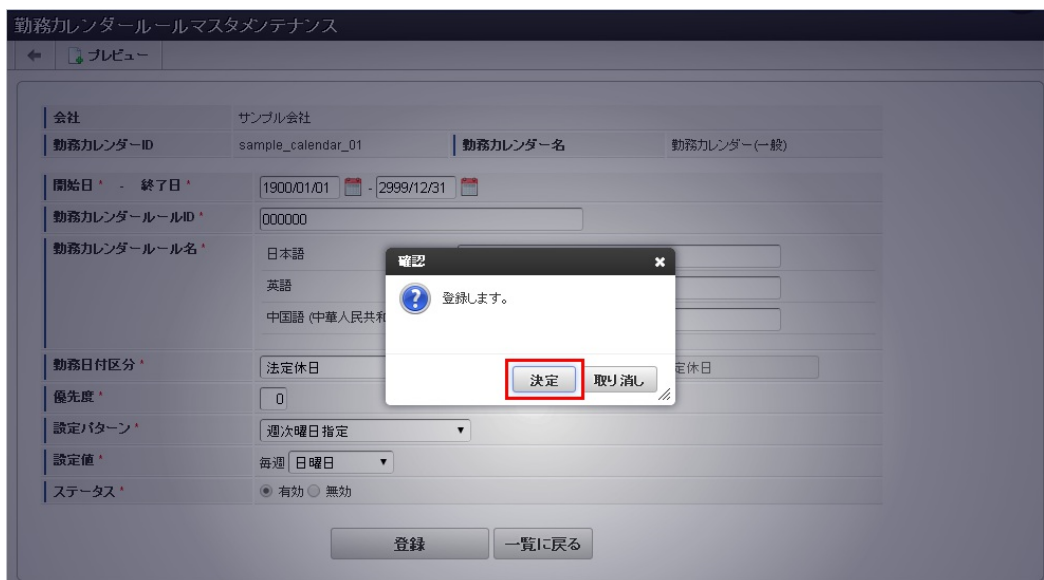 勤務カレンダールールマスタメンテナンス
プレビュー
会社 サンプル会社
勤務カレンダーID sample_calendar_01 勤務カレンダー名 勤務カレンダー(一般)
開始日* - 終了日* 1900/01/01 - 2999/12/31
勤務カレンダールールID* 000000
勤務カレンダールール名* 日本語
英語
中国語 (中華人民共和
確認
登録します。
決定 取り消し
勤務日付区分* 法定休日 定休日
優先度* 0
設定パターン* 週次曜日指定
設定値* 毎週 日曜日
ステータス* 有効 無効
登録 一覧に戻る